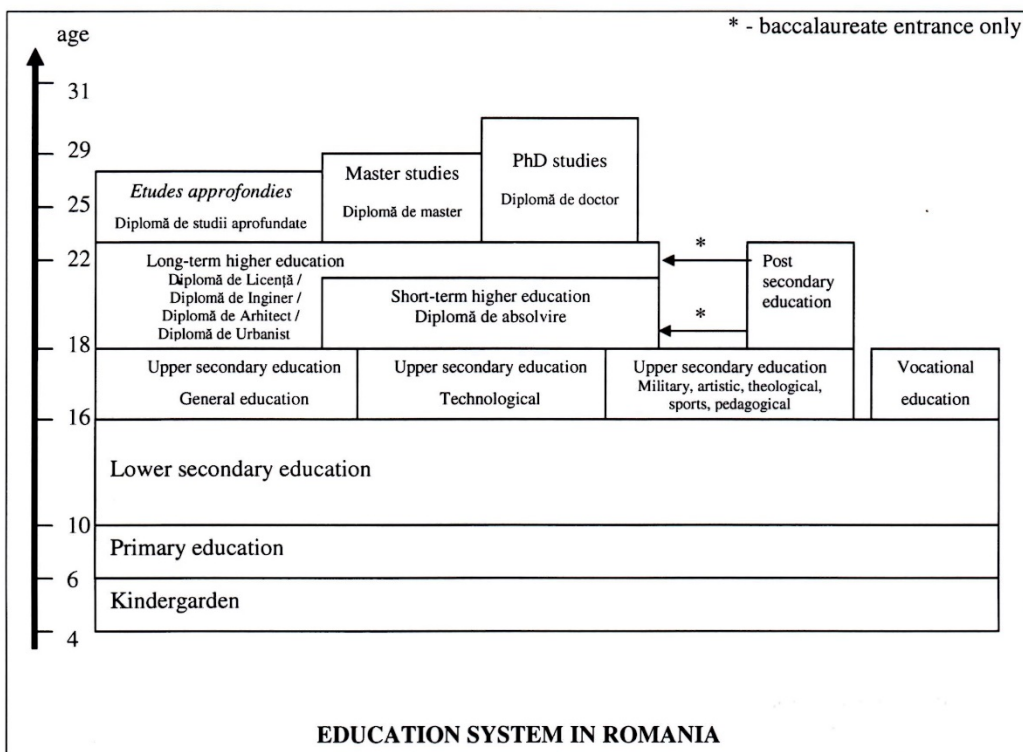 * - baccalaureate entrance only
age
31
29
25
22
18
16
10
6
4
Etudes approfondies
Diplomă de studii aprofundate
Master studies
Diplomă de master
PhD studies
Diplomă de doctor
Long-term higher education
Diplomă de Licență /
Diplomă de Inginer /
Diplomă de Arhitect /
Diplomă de Urbanist
Short-term higher education
Diplomă de absolvire
*
*
Post
secondary
education
Upper secondary education
General education
Upper secondary education
Technological
Upper secondary education
Military, artistic, theological,
sports, pedagogical
Vocational
education
Lower secondary education
Primary education
Kindergarden
EDUCATION SYSTEM IN ROMANIA